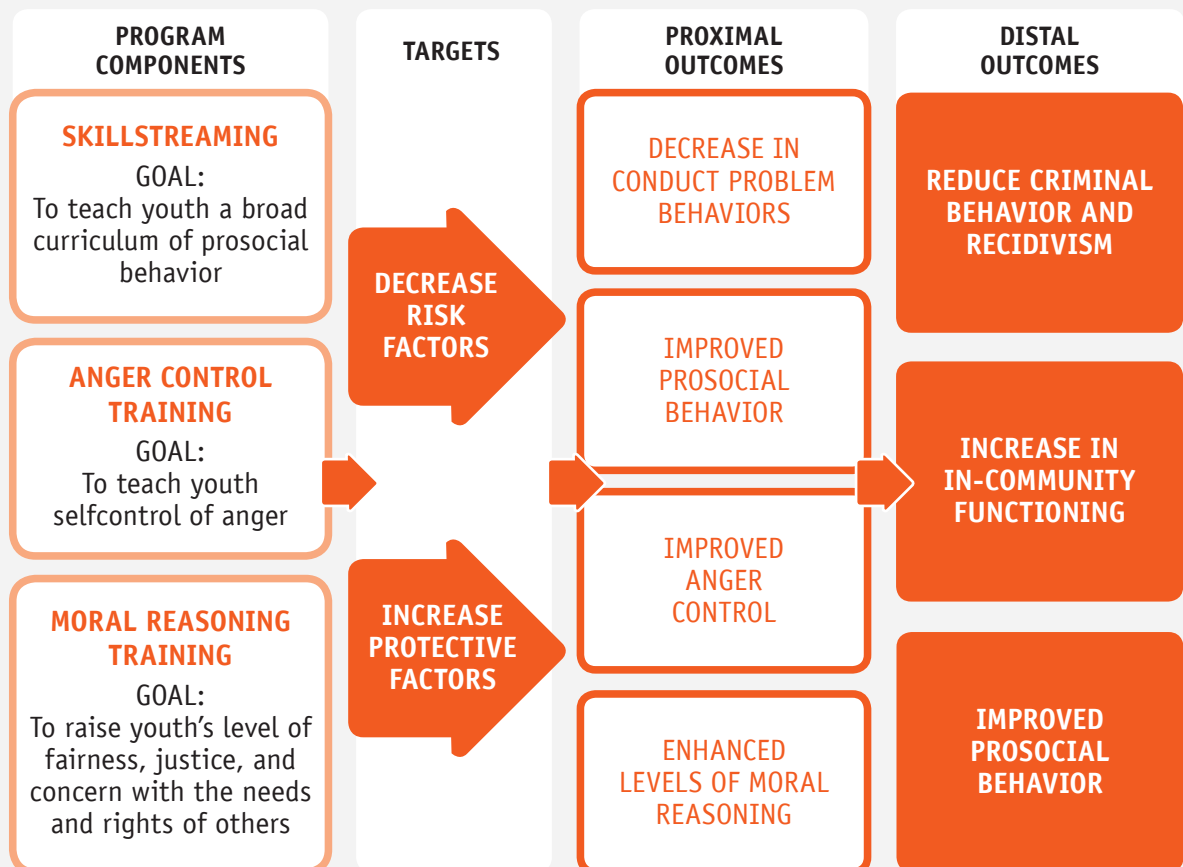 PROGRAM
COMPONENTS
SKILLSTREAMING
GOAL:
To teach youth a broad
curriculum of prosocial
behavior
ANGER CONTROL
TRAINING
GOAL:
To teach youth
selfcontrol of anger
MORAL REASONING
TRAINING
GOAL:
To raise youth’s level of
fairness, justice, and
concern with the needs
and rights of others
TARGETS
DECREASE
RISK
FACTORS
INCREASE
PROTECTIVE
FACTORS
PROXIMAL
OUTCOMES
DECREASE IN
CONDUCT PROBLEM
BEHAVIORS
IMPROVED
PROSOCIAL
BEHAVIOR
IMPROVED
ANGER
CONTROL
ENHANCED
LEVELS OF MORAL
REASONING
DISTAL
OUTCOMES
REDUCE CRIMINAL
BEHAVIOR AND
RECIDIVISM
INCREASE IN
IN-COMMUNITY
FUNCTIONING
IMPROVED
PROSOCIAL
BEHAVIOR